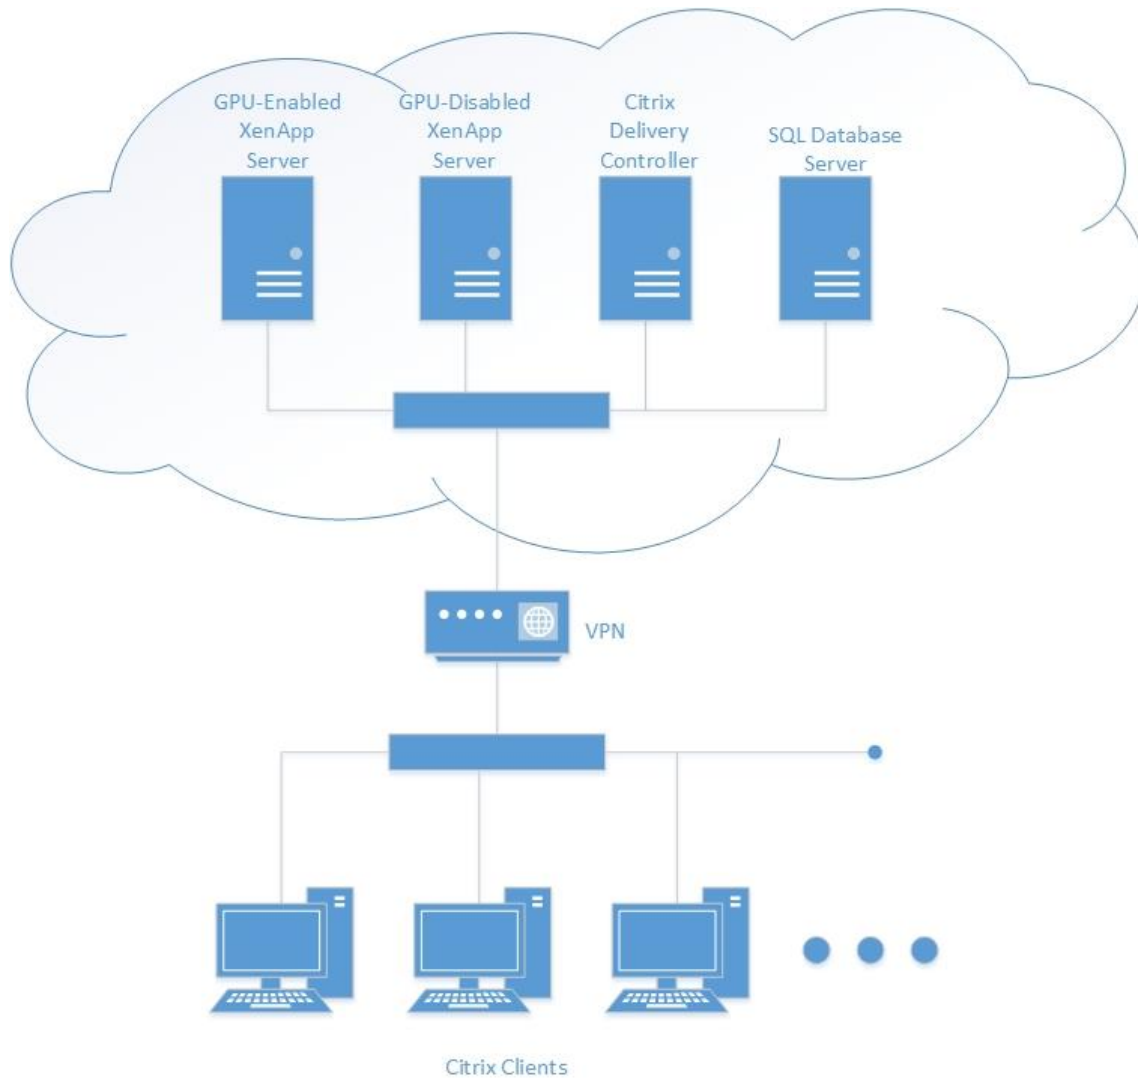 GPU-Enabled
XenApp
Server
GPU-Disabled
XenApp
Server
Citrix
Delivery
Controller
SQL Database
Server
VPN
Citrix Clients